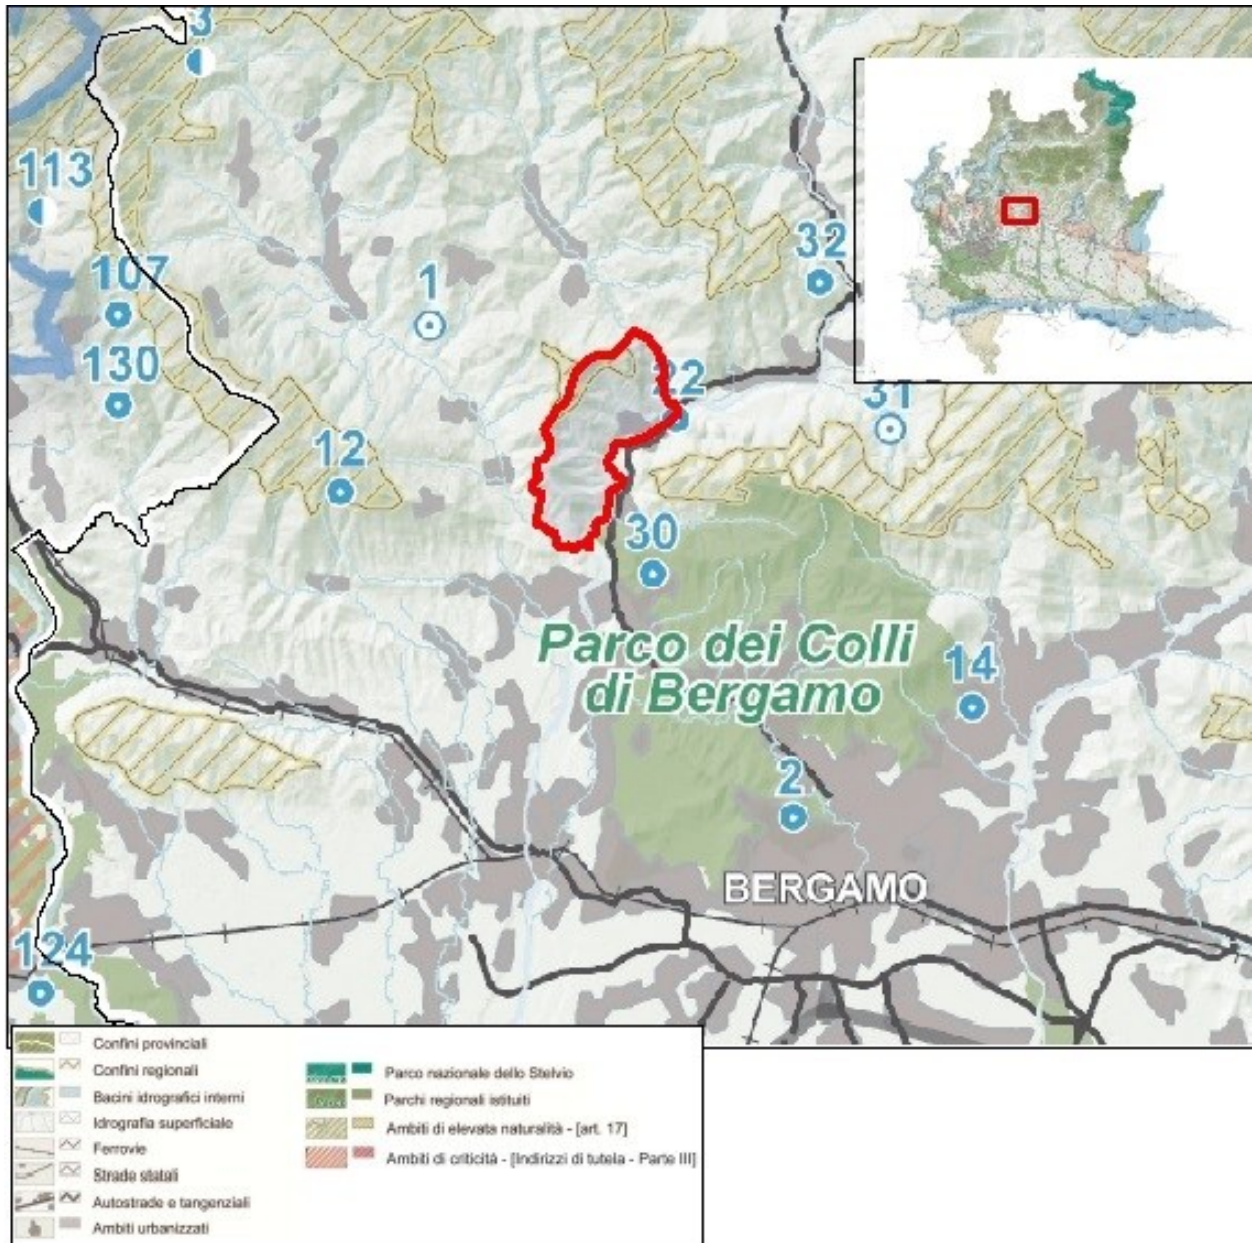 3
113
107
130
1
32
22
31
12
30
Parco dei Colli
di Bergamo
14
2
BERGAMO
124
Confini provinciali
Confini regionali
Bacini idrografici interni
Idrografia superficiale
Ferrovie
Strade statali
Autostrade e tangenziali
Ambiti urbanizzati
Parco nazionale dello Stelvio
Parchi regionali istituiti
Ambiti di elevata naturalità - [art. 17]
Ambiti di criticità - [Indirizzi di tutela - Parte III]